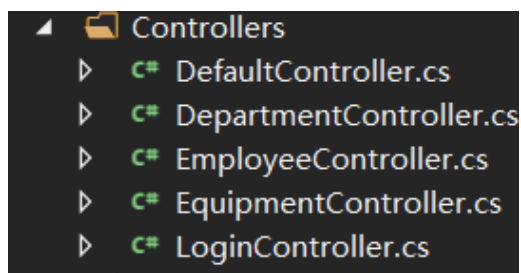 Controllers
C# DefaultController.cs
C# DepartmentController.cs
C# EmployeeController.cs
C# EquipmentController.cs
C# LoginController.cs